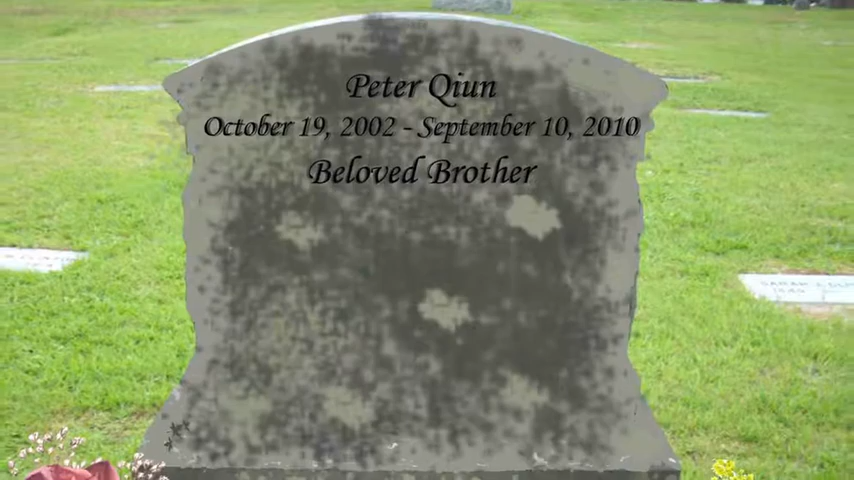 Peter Qiun
October 19, 2002 - September 10, 2010
Beloved Brother